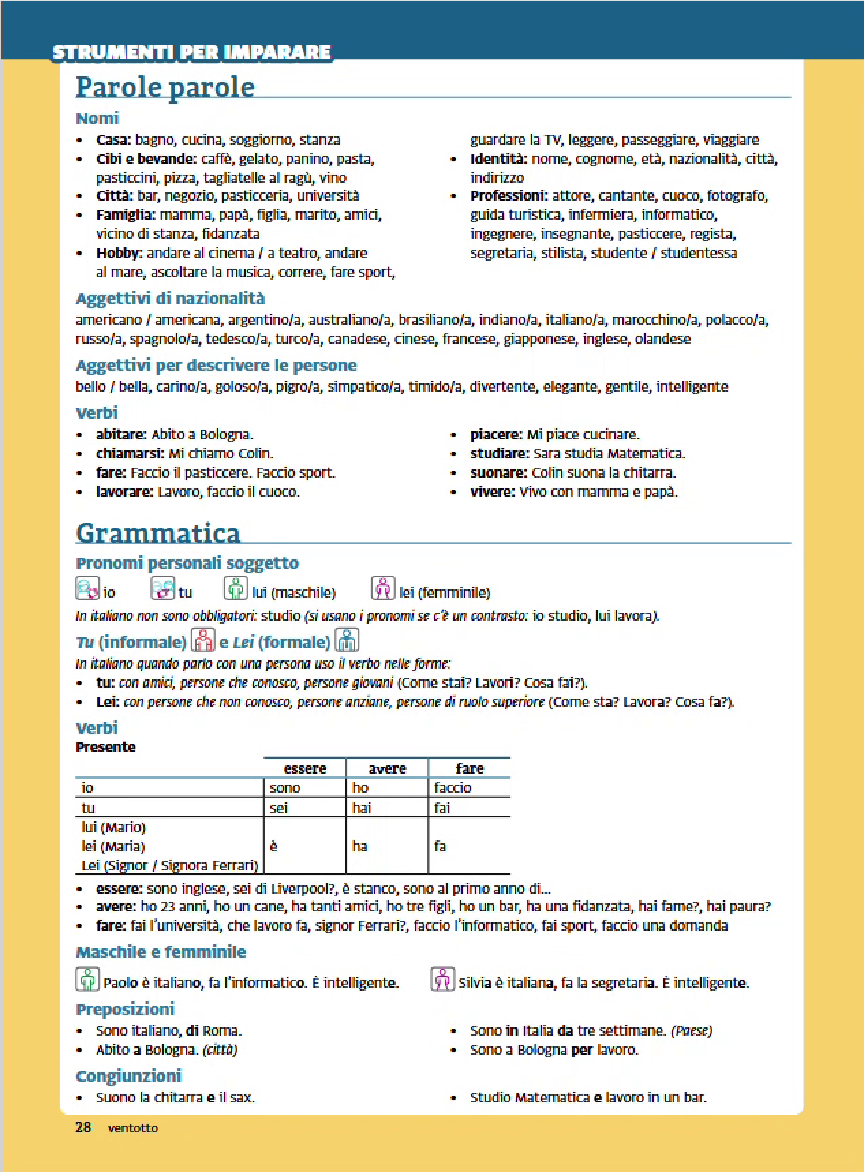 STRUMENTI PER IMPARARE
Parole parole
Nomi
• Casa: bagno, cucina, soggiorno, stanza
• Cibi e bevande: caffè, gelato, panino, pasta,
pasticcini, pizza, tagliatelle al ragù, vino
• Città: bar, negozio, pasticceria, università
• Famiglia: mamma, papà, figlia, marito, amici,
vicino di stanza, fidanzata
• Hobby: andare al cinema / a teatro, andare
al mare, ascoltare la musica, correre, fare sport,
guardare la TV, leggere, passeggiare, viaggiare
• Identità: nome, cognome, età, nazionalità, città,
indirizzo
• Professioni: attore, cantante, cuoco, fotografo,
guida turistica, infermiera, informatico,
ingegnere, insegnante, pasticcere, regista,
segretaria, stilista, studente / studentessa
Aggettivi di nazionalità
americano / americana, argentino/a, australiano/a, brasiliano/a, indiano/a, italiano/a, marocchino/a, polacco/a,
russo/a, spagnolo/a, tedesco/a, turco/a, canadese, cinese, francese, giapponese, inglese, olandese
Aggettivi per descrivere le persone
bello / bella, carino/a, goloso/a, pigro/a, simpatico/a, timido/a, divertente, elegante, gentile, intelligente
Verbi
• abitare: Abito a Bologna.
• chiamarsi: Mi chiamo Colin.
• fare: Faccio il pasticcere. Faccio sport.
• lavorare: Lavoro, faccio il cuoco.
• piacere: Mi piace cucinare.
• studiare: Sara studia Matematica.
• suonare: Colin suona la chitarra.
• vivere: Vivo con mamma e papà.
Grammatica
Pronomi personali soggetto
io tu lui (maschile) lei (femminile)
In italiano non sono obbligatori: studio (si usano i pronomi se c'è un contrasto: io studio, lui lavora).
Tu (informale) e Lei (formale)
In italiano quando parlo con una persona uso il verbo nelle forme:
• tu: con amici, persone che conosco, persone giovani (Come stai? Lavori? Cosa fai?).
• Lei: con persone che non conosco, persone anziane, persone di ruolo superiore (Come sta? Lavora? Cosa fa?).
Verbi
Presente
essere avere fare
io sono ho faccio
tu sei hai fai
lui (Mario)
lei (Maria) è ha fa
Lei (Signor / Signora Ferrari)
• essere: sono inglese, sei di Liverpool?, è stanco, sono al primo anno di...
• avere: ho 23 anni, ho un cane, ha tanti amici, ho tre figli, ho un bar, ha una fidanzata, hai fame?, hai paura?
• fare: fai l'università, che lavoro fa, signor Ferrari?, faccio l'informatico, fai sport, faccio una domanda
Maschile e femminile
Paolo è italiano, fa l'informatico. È intelligente. Silvia è italiana, fa la segretaria. È intelligente.
Preposizioni
• Sono italiano, di Roma.
• Abito a Bologna. (città)
• Sono in Italia da tre settimane. (Paese)
• Sono a Bologna per lavoro.
Congiunzioni
• Suono la chitarra e il sax.
• Studio Matematica e lavoro in un bar.
28 ventotto